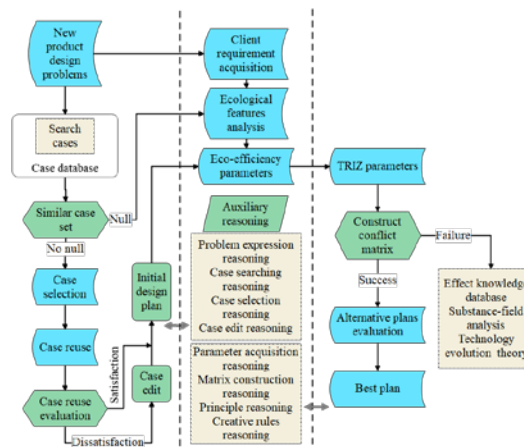 New
product
design
problems
Client
requirement
acquisition
Search
cases
Case database
Ecological
features
analysis
Null
Similar case
set
No null
Eco-efficiency
parameters
TRIZ parameters
Auxiliary
reasoning
Construct
conflict
matrix
Failure
Success
Case
selection
Initial
design
plan
Problem expression
reasoning
Case searching
reasoning
Case selection
reasoning
Case edit reasoning
Effect knowledge
database
Substance-field
analysis
Technology
evolution theory
Case reuse
Satisfaction
Alternative plans
evaluation
Case reuse
evaluation
Case
edit
Dissatisfaction
Parameter acquisition
reasoning
Matrix construction
reasoning
Principle reasoning
Creative rules
reasoning
Best plan